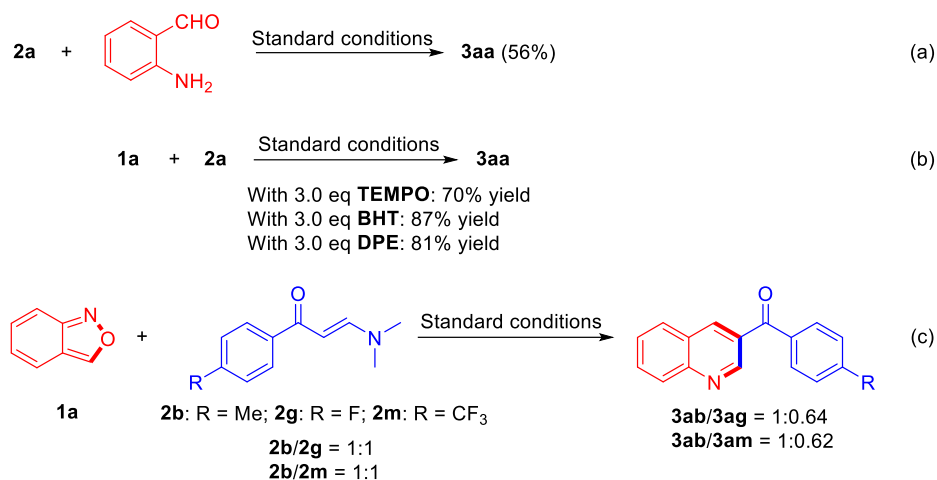 CHO
Standard conditions
2a + 3aa (56%) (a)
NH2
Standard conditions
1a + 2a 3aa (b)
With 3.0 eq TEMPO: 70% yield
With 3.0 eq BHT: 87% yield
With 3.0 eq DPE: 81% yield
O O
N O + N Standard conditions (c)
R N R
1a 2b: R = Me; 2g: R = F; 2m: R = CF3 3ab/3ag = 1:0.64
2b/2g = 1:1 3ab/3am = 1:0.62
2b/2m = 1:1